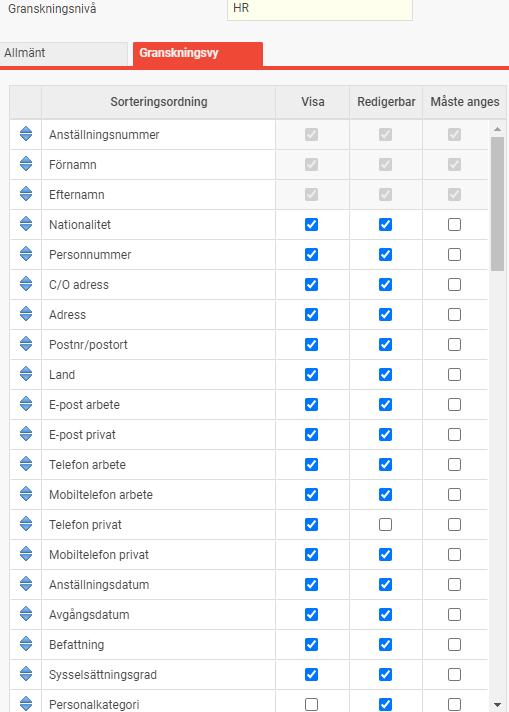 Granskningsnivå HR
Allmänt Granskningsvy
Sorteringsordning Visa Redigerbar Måste anges
Anställningsnummer
Förnamn
Efternamn
Nationalitet
Personnummer
C/O adress
Adress
Postnr/postort
Land
E-post arbete
E-post privat
Telefon arbete
Mobiltelefon arbete
Telefon privat
Mobiltelefon privat
Anställningsdatum
Avgångsdatum
Befattning
Sysselsättningsgrad
Personalkategori